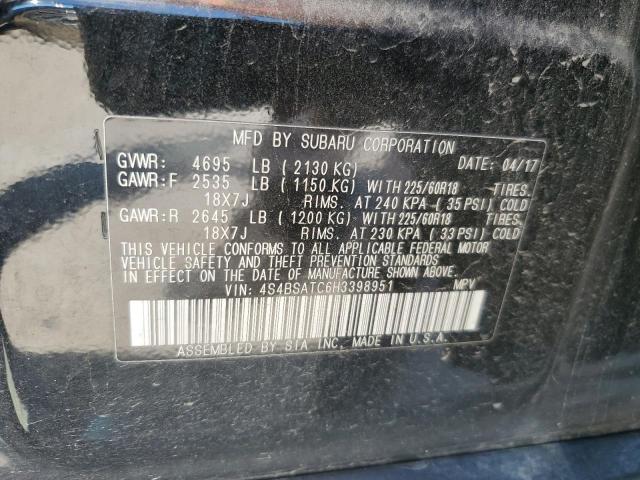 MFD BY SUBARU CORPORATION
GVWR: 4695 LB ( 2130 KG) DATE: 04/17
GAWR:F 2535 LB ( 1150 KG) WITH 225/60R18 TIRES.
18X7J RIMS. AT 240 KPA ( 35 PSI) COLD
GAWR:R 2645 LB ( 1200 KG) WITH 225/60R18 TIRES.
18X7J RIMS. AT 230 KPA ( 33 PSI) COLD
THIS VEHICLE CONFORMS TO ALL APPLICABLE FEDERAL MOTOR
VEHICLE SAFETY AND THEFT PREVENTION STANDARDS
IN EFFECT ON THE DATE OF MANUFACTURE SHOWN ABOVE.
VIN: 4S4BSATC6H3398951 MPV
ASSEMBLED BY SIA INC. MADE IN U.S.A.